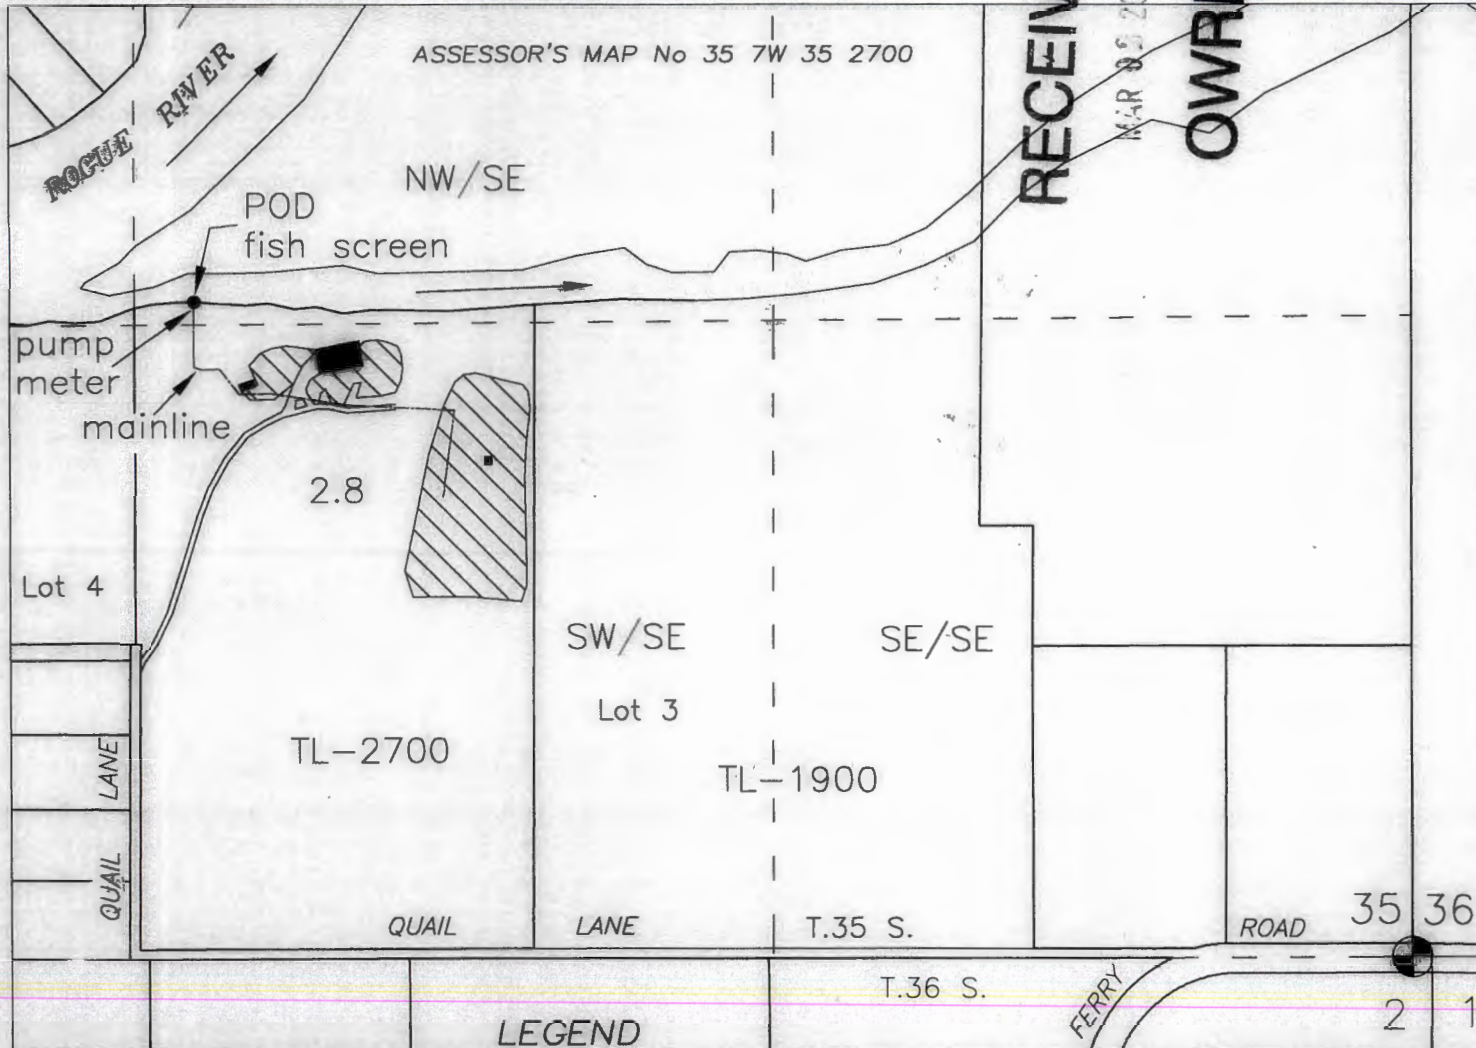 ASSESSOR'S MAP No 35 7W 35 2700
ROGUE RIVER
NW/SE
POD
fish screen
pump
meter
mainline
2.8
Lot 4
SW/SE
SE/SE
Lot 3
TL-2700
TL-1900
QUAIL LANE
QUAIL LANE
T.35 S.
ROAD
35 36
T.36 S.
FERRY
2 1
LEGEND
MAR